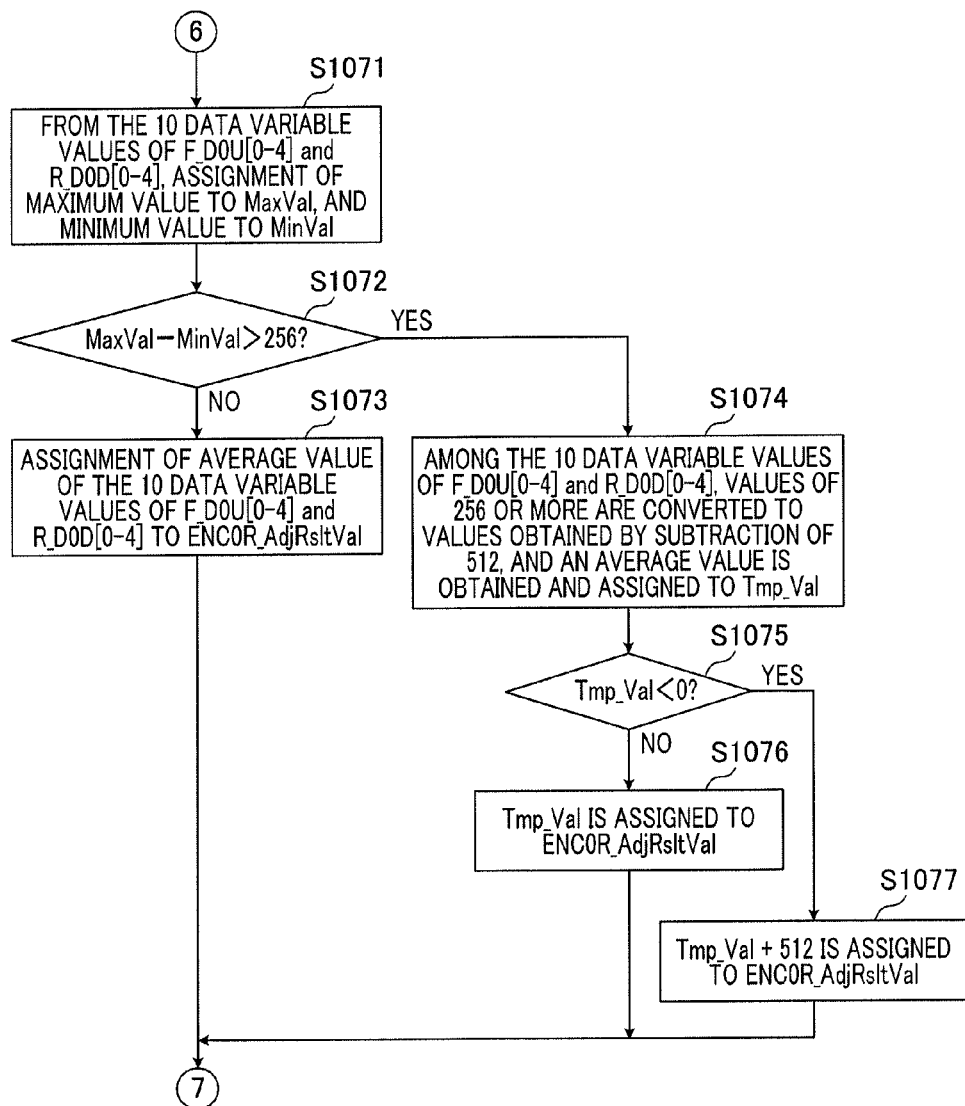 6
S1071
FROM THE 10 DATA VARIABLE
VALUES OF F_D0U[0-4] and
R_D0D[0-4], ASSIGNMENT OF
MAXIMUM VALUE TO MaxVal, AND
MINIMUM VALUE TO MinVal
S1072
MaxVal－MinVal＞256?
YES
NO
S1073
ASSIGNMENT OF AVERAGE VALUE
OF THE 10 DATA VARIABLE
VALUES OF F_D0U[0-4] and
R_D0D[0-4] TO ENC0R_AdjRsltVal
S1074
AMONG THE 10 DATA VARIABLE VALUES
OF F_D0U[0-4] and R_D0D[0-4], VALUES OF
256 OR MORE ARE CONVERTED TO
VALUES OBTAINED BY SUBTRACTION OF
512, AND AN AVERAGE VALUE IS
OBTAINED AND ASSIGNED TO Tmp_Val
S1075
Tmp_Val＜0?
YES
NO
S1076
Tmp_Val IS ASSIGNED TO
ENC0R_AdjRsltVal
S1077
Tmp_Val + 512 IS ASSIGNED
TO ENC0R_AdjRsltVal
7